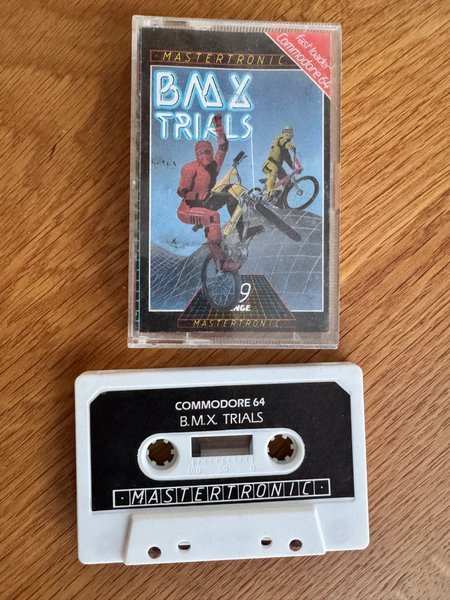 · MASTERTRONIC ·
Fast loader
Commodore 64
BMX
TRIALS
9
· MASTERTRONIC ·
COMMODORE 64
B.M.X. TRIALS
100 50 0
· MASTERTRONIC ·